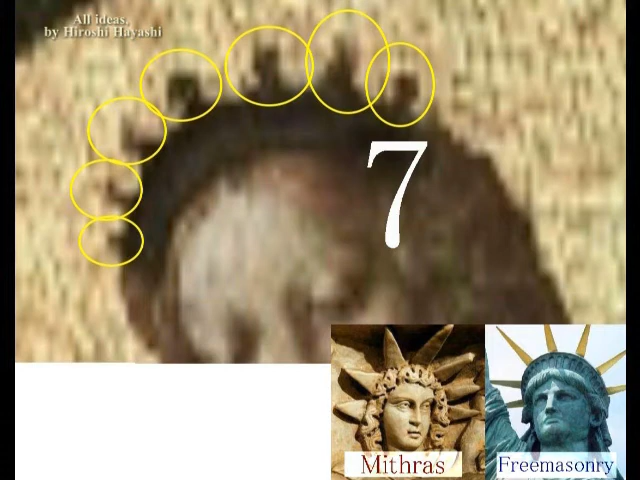 All ideas,
by Hiroshi Hayashi
7
Mithras
Freemasonry